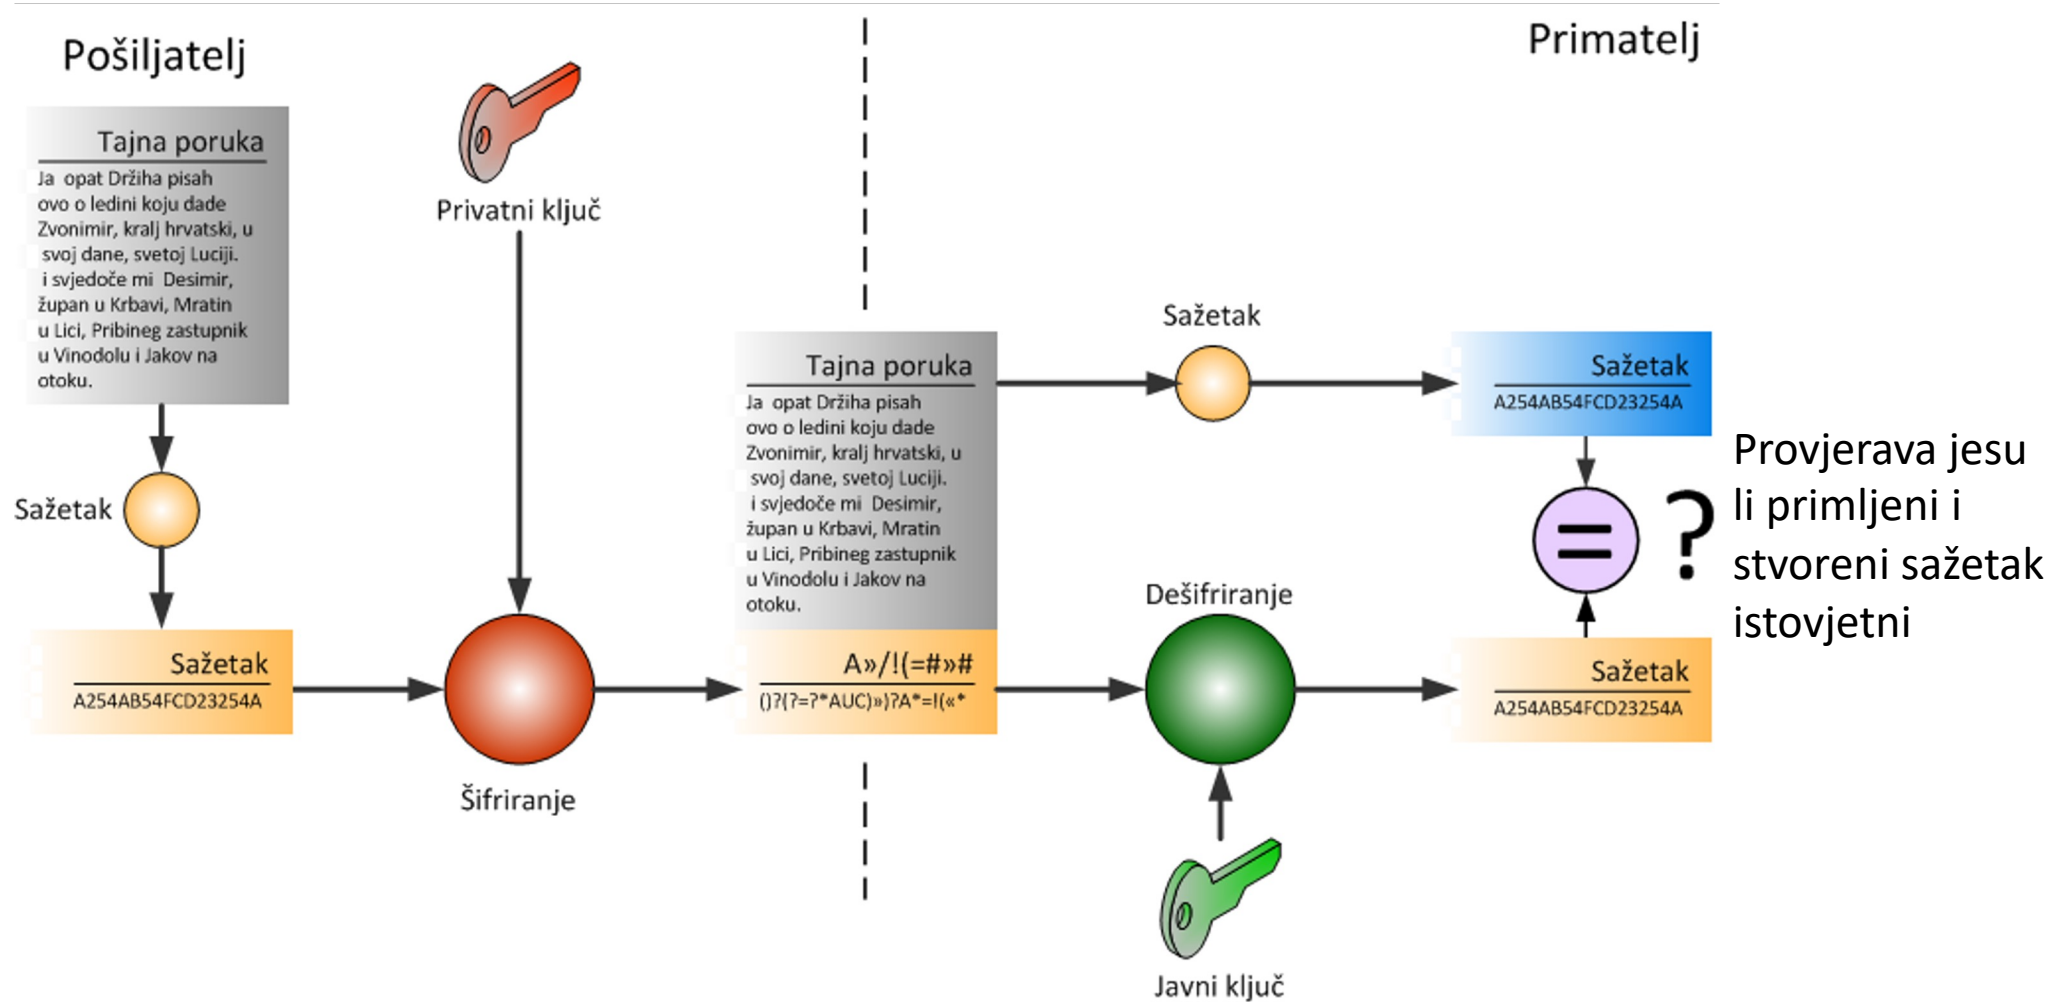 Pošiljatelj
Tajna poruka
Ja opat Držiha pisah
ovo o ledini koju dade
Zvonimir, kralj hrvatski, u
svoj dane, svetoj Luciji.
i svjedoče mi Desimir,
župan u Krbavi, Mratin
u Lici, Pribineg zastupnik
u Vinodolu i Jakov na
otoku.
Sažetak
Sažetak
A254AB54FCD23254A
Privatni ključ
Šifriranje
Primatelj
Tajna poruka
Ja opat Držiha pisah
ovo o ledini koju dade
Zvonimir, kralj hrvatski, u
svoj dane, svetoj Luciji.
i svjedoče mi Desimir,
župan u Krbavi, Mratin
u Lici, Pribineg zastupnik
u Vinodolu i Jakov na
otoku.
A»/!(=#»#
()?(?=?*AUC)»)?A*=!(«*
Sažetak
Sažetak
A254AB54FCD23254A
=
?
Provjerava jesu
li primljeni i
stvoreni sažetak
istovjetni
Dešifriranje
Sažetak
A254AB54FCD23254A
Javni ključ